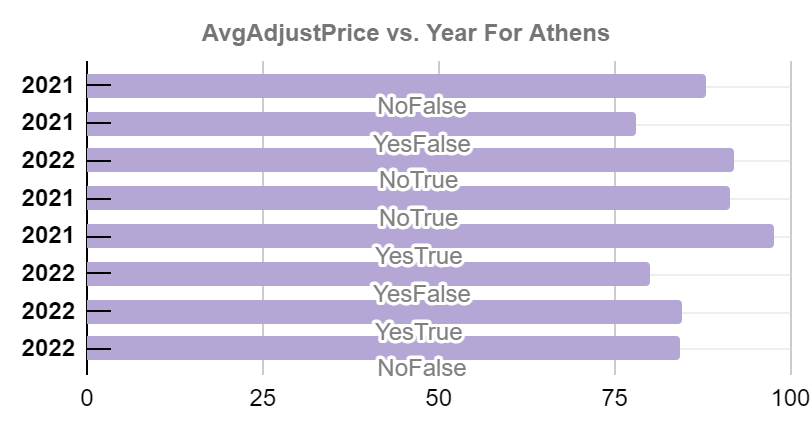 AvgAdjustPrice vs. Year For Athens
2021
NoFalse
2021
YesFalse
2022
NoTrue
2021
NoTrue
2021
YesTrue
2022
YesFalse
2022
YesTrue
2022
NoFalse
0 25 50 75 100